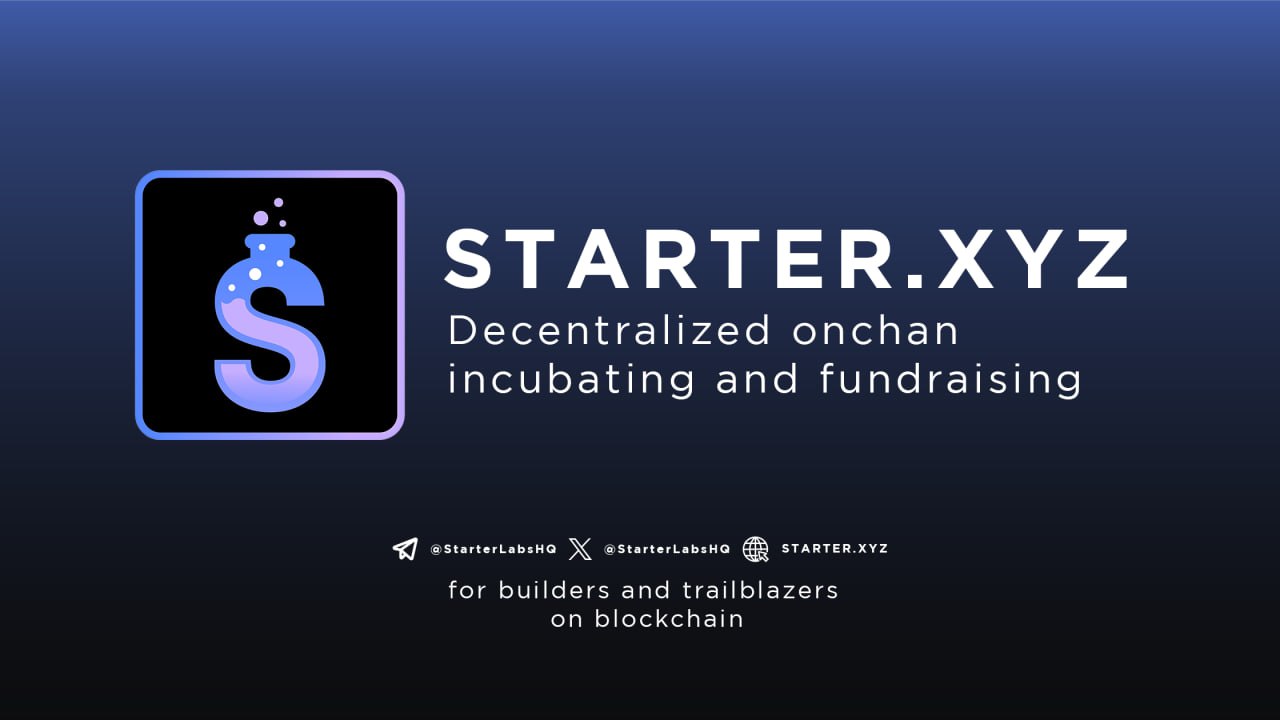 STARTER.XYZ
Decentralized onchan
incubating and fundraising
@StarterLabsHQ @StarterLabsHQ STARTER.XYZ
for builders and trailblazers
on blockchain